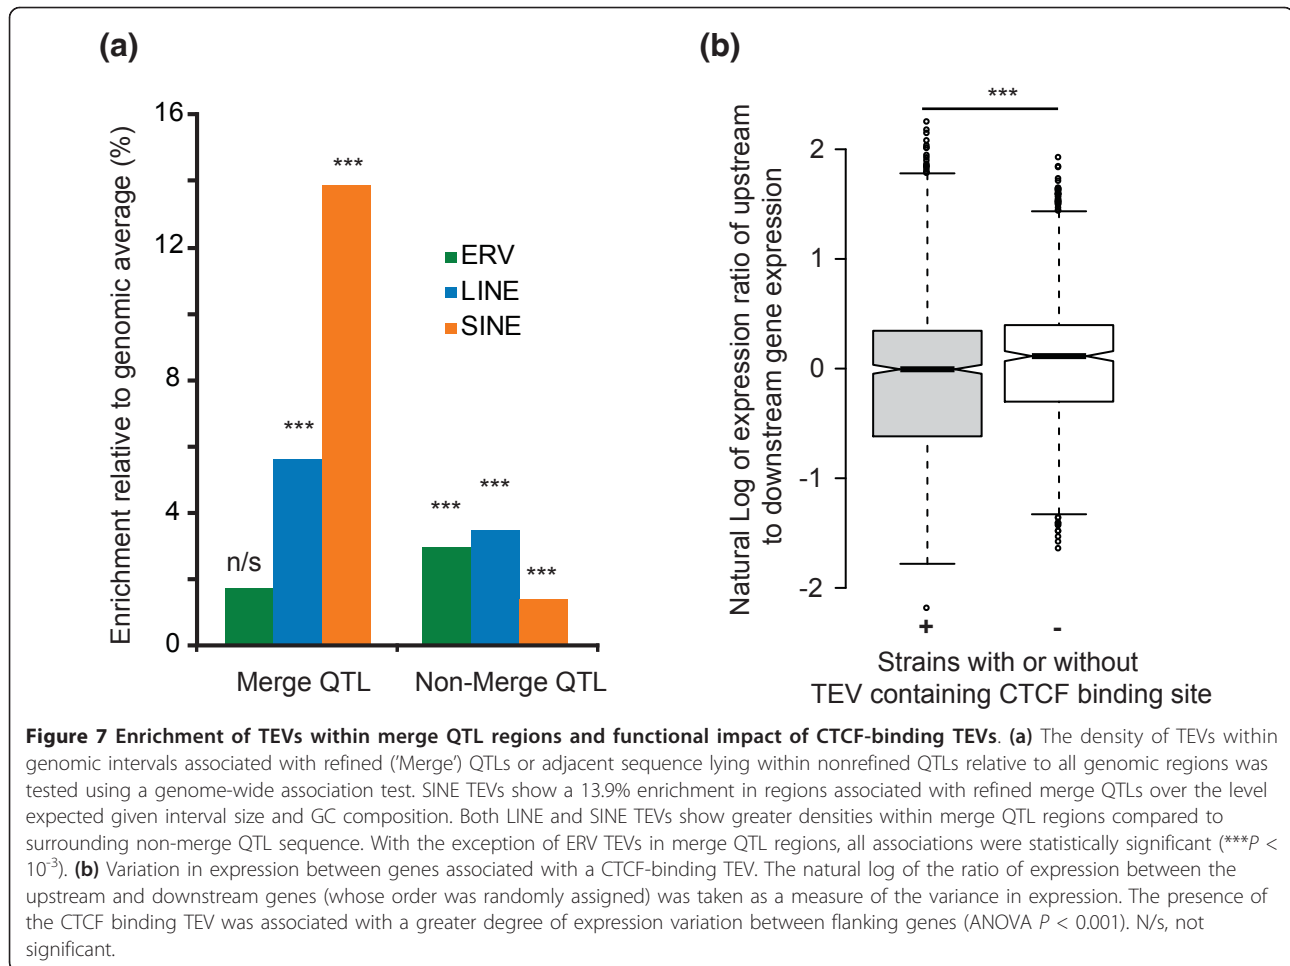 (a)
Enrichment relative to genomic average (%)
16
12
8
4
0
***
***
n/s
***
***
***
ERV
LINE
SINE
Merge QTL
Non-Merge QTL
(b)
Natural Log of expression ratio of upstream
to downstream gene expression
***
2
1
0
-1
-2
+
-
Strains with or without
TEV containing CTCF binding site
Figure 7 Enrichment of TEVs within merge QTL regions and functional impact of CTCF-binding TEVs. (a) The density of TEVs within
genomic intervals associated with refined ('Merge') QTLs or adjacent sequence lying within nonrefined QTLs relative to all genomic regions was
tested using a genome-wide association test. SINE TEVs show a 13.9% enrichment in regions associated with refined merge QTLs over the level
expected given interval size and GC composition. Both LINE and SINE TEVs show greater densities within merge QTL regions compared to
surrounding non-merge QTL sequence. With the exception of ERV TEVs in merge QTL regions, all associations were statistically significant (***P <
10⁻³). (b) Variation in expression between genes associated with a CTCF-binding TEV. The natural log of the ratio of expression between the
upstream and downstream genes (whose order was randomly assigned) was taken as a measure of the variance in expression. The presence of
the CTCF binding TEV was associated with a greater degree of expression variation between flanking genes (ANOVA P < 0.001). N/s, not
significant.